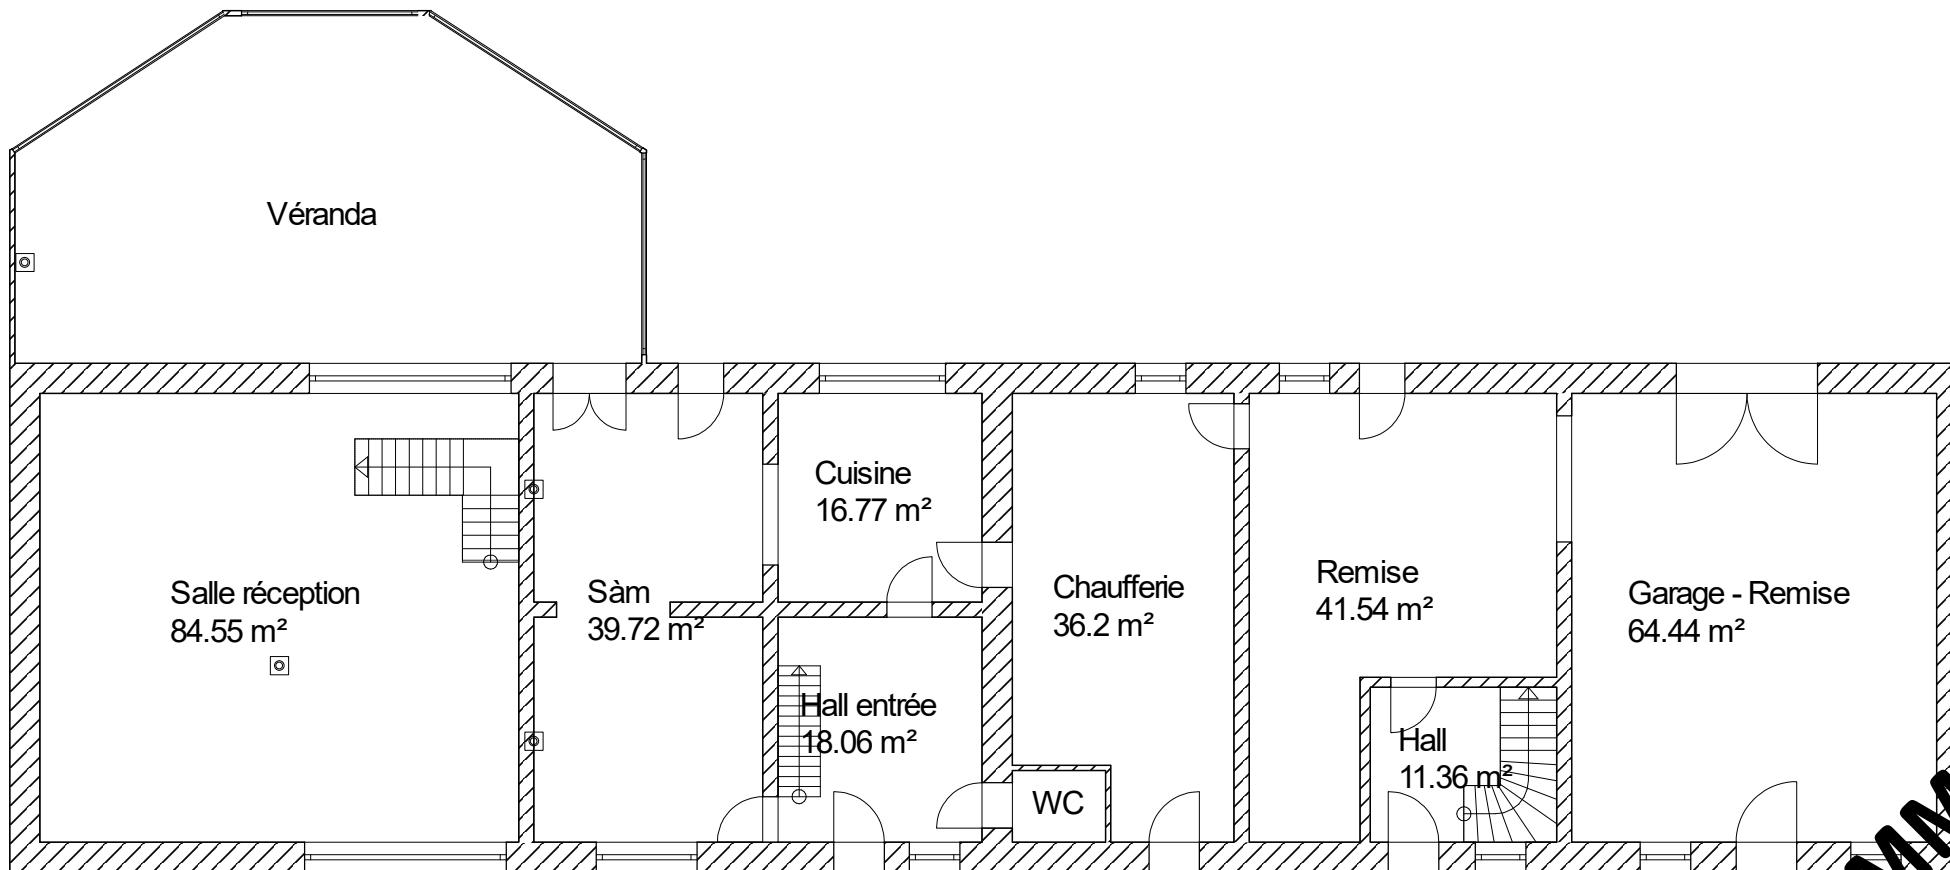 Véranda
Salle réception
84.55 m²
Sàm
39.72 m²
Cuisine
16.77 m²
Hall entrée
18.06 m²
Chaufferie
36.2 m²
WC
Remise
41.54 m²
Hall
11.36 m²
Garage - Remise
64.44 m²